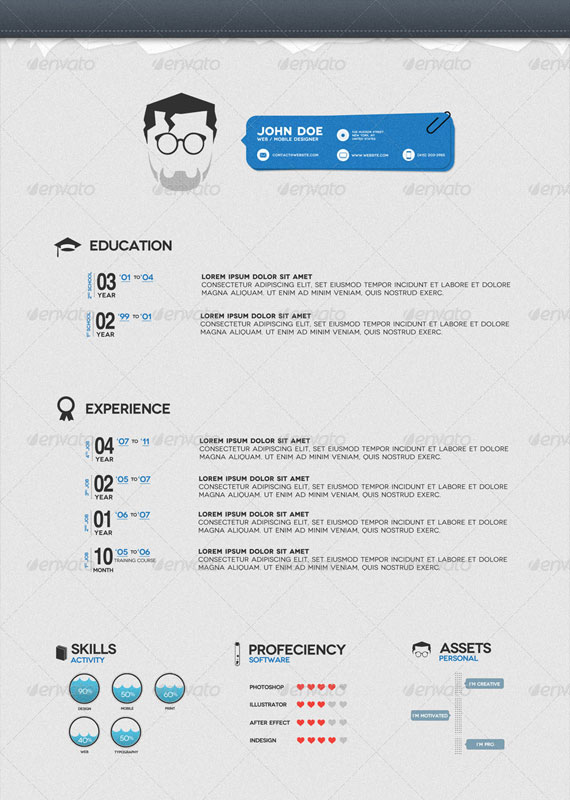 JOHN DOE
WEB / MOBILE DESIGNER
NEW YORK, NY
UNITED STATES
CONTACT@WEBSITE.COM
WWW.WEBSITE.COM
EDUCATION
2nd SCHOOL
03
YEAR
'01 TO '04
LOREM IPSUM DOLOR SIT AMET
CONSECTETUR ADIPISCING ELIT, SET EIUSMOD TEMPOR INCIDUNT ET LABORE ET DOLORE
MAGNA ALIQUAM. UT ENIM AD MINIM VENIAM, QUIS NOSTRUD EXERC.
1st SCHOOL
02
YEAR
'99 TO '01
LOREM IPSUM DOLOR SIT AMET
CONSECTETUR ADIPISCING ELIT, SET EIUSMOD TEMPOR INCIDUNT ET LABORE ET DOLORE
MAGNA ALIQUAM. UT ENIM AD MINIM VENIAM, QUIS NOSTRUD EXERC.
EXPERIENCE
4th JOB
04
YEAR
'07 TO '11
LOREM IPSUM DOLOR SIT AMET
CONSECTETUR ADIPISCING ELIT, SET EIUSMOD TEMPOR INCIDUNT ET LABORE ET DOLORE
MAGNA ALIQUAM. UT ENIM AD MINIM VENIAM, QUIS NOSTRUD EXERC.
JOB
02
YEAR
'05 TO '07
LOREM IPSUM DOLOR SIT AMET
CONSECTETUR ADIPISCING ELIT, SET EIUSMOD TEMPOR INCIDUNT ET LABORE ET DOLORE
MAGNA ALIQUAM. UT ENIM AD MINIM VENIAM, QUIS NOSTRUD EXERC.
JOB
01
YEAR
'06 TO '07
LOREM IPSUM DOLOR SIT AMET
CONSECTETUR ADIPISCING ELIT, SET EIUSMOD TEMPOR INCIDUNT ET LABORE ET DOLORE
MAGNA ALIQUAM. UT ENIM AD MINIM VENIAM, QUIS NOSTRUD EXERC.
JOB
10
MONTH
'05 TO '06
TRAINING COURSE
LOREM IPSUM DOLOR SIT AMET
CONSECTETUR ADIPISCING ELIT, SET EIUSMOD TEMPOR INCIDUNT ET LABORE ET DOLORE
MAGNA ALIQUAM. UT ENIM AD MINIM VENIAM, QUIS NOSTRUD EXERC.
SKILLS
ACTIVITY
90%
DESIGN
50%
MOBILE
60%
PRINT
40%
WEB
50%
TYPOGRAPHY
PROFECIENCY
SOFTWARE
PHOTOSHOP
ILLUSTRATOR
AFTER EFFECT
INDESIGN
ASSETS
PERSONAL
I'M CREATIVE
I'M MOTIVATED
I'M PRO
envato